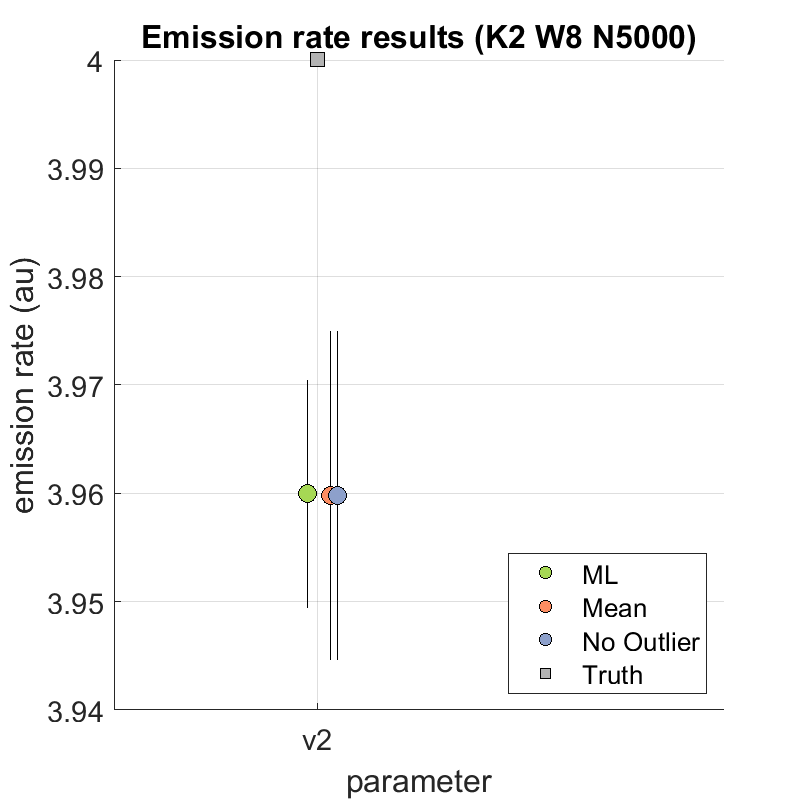 Emission rate results (K2 W8 N5000)
emission rate (au)
4
3.99
3.98
3.97
3.96
3.95
3.94
v2
parameter
ML
Mean
No Outlier
Truth